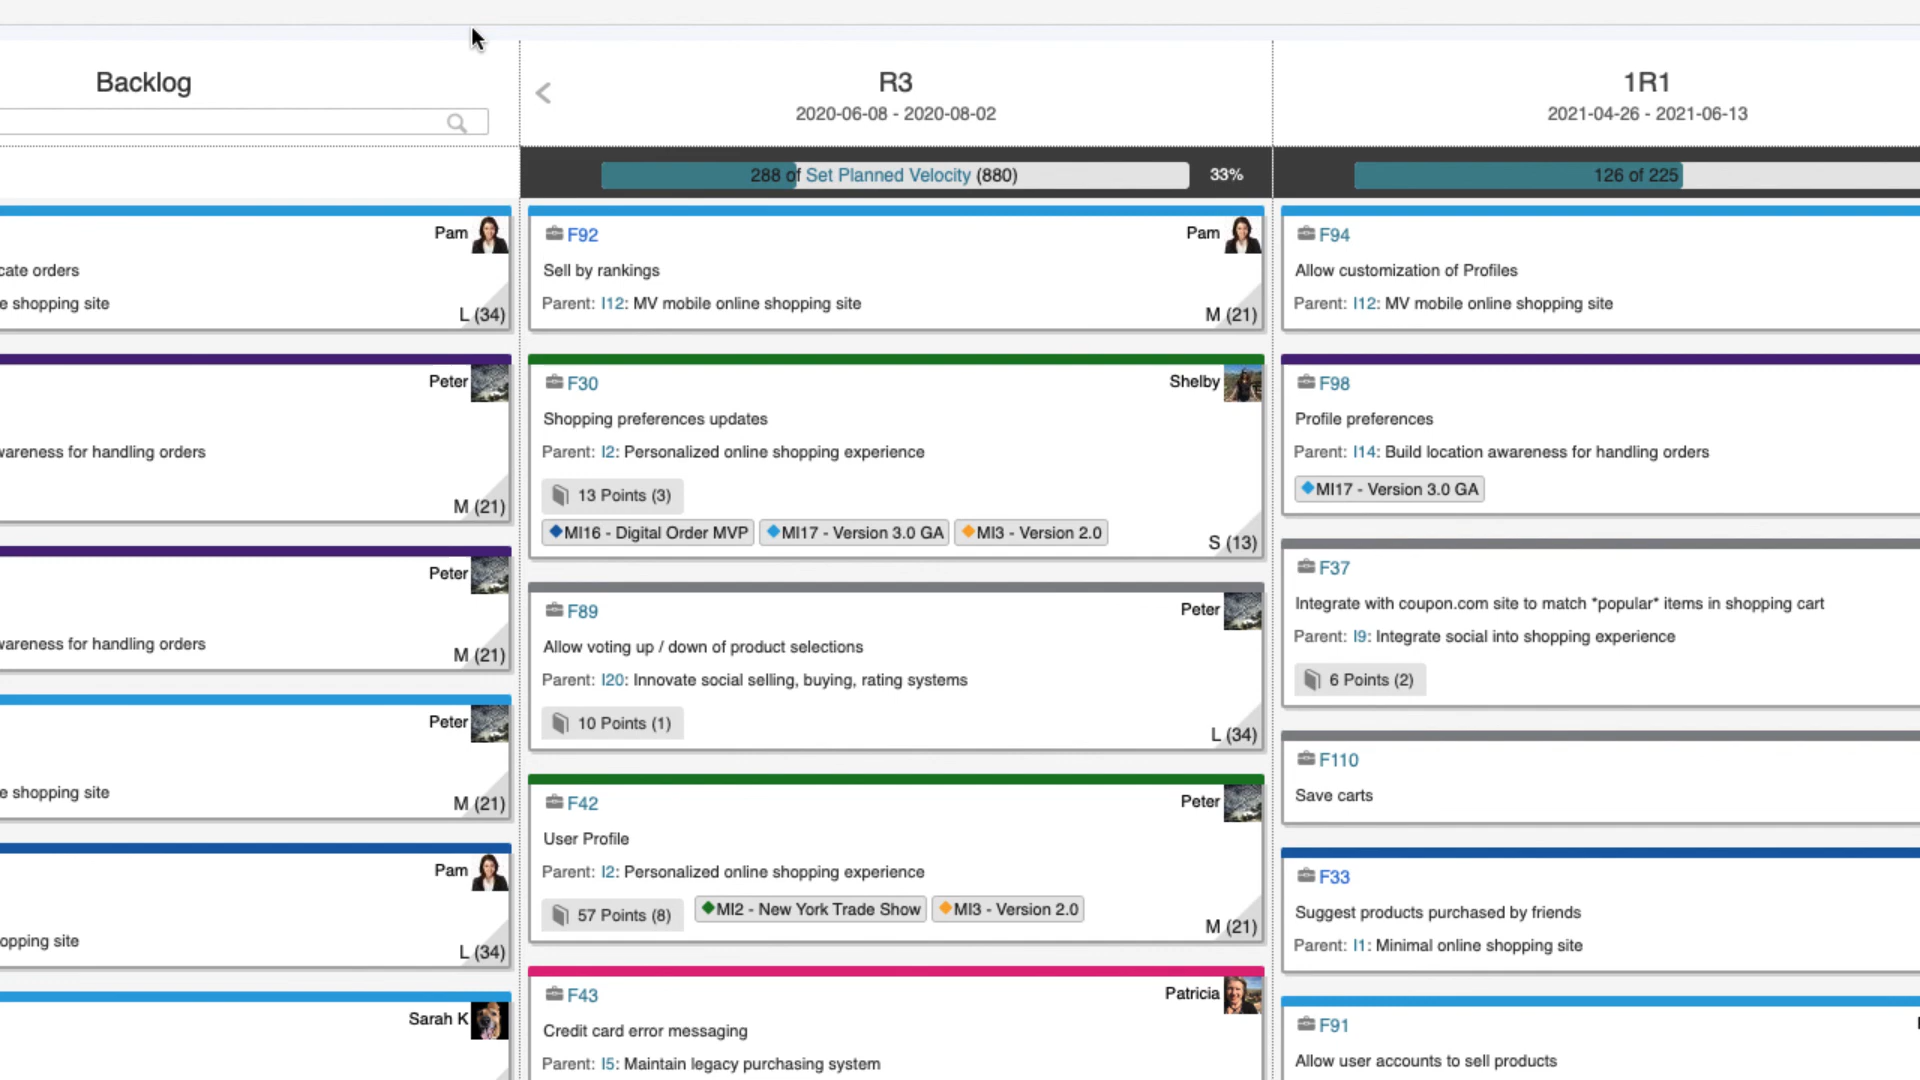 Backlog
Pam
cate orders
e shopping site
L (34)
Peter
wareness for handling orders
M (21)
Peter
wareness for handling orders
M (21)
Peter
e shopping site
M (21)
Pam
opping site
L (34)
Sarah K
R3
2020-06-08 - 2020-08-02
288 of Set Planned Velocity (880)
33%
F92
Pam
Sell by rankings
Parent: I12: MV mobile online shopping site
M (21)
F30
Shelby
Shopping preferences updates
Parent: I2: Personalized online shopping experience
13 Points (3)
MI16 - Digital Order MVP MI17 - Version 3.0 GA MI3 - Version 2.0
S (13)
F89
Peter
Allow voting up / down of product selections
Parent: I20: Innovate social selling, buying, rating systems
10 Points (1)
L (34)
F42
Peter
User Profile
Parent: I2: Personalized online shopping experience
57 Points (8) MI2 - New York Trade Show MI3 - Version 2.0
M (21)
F43
Patricia
Credit card error messaging
Parent: I5: Maintain legacy purchasing system
1R1
2021-04-26 - 2021-06-13
126 of 225
F94
Allow customization of Profiles
Parent: I12: MV mobile online shopping site
F98
Profile preferences
Parent: I14: Build location awareness for handling orders
MI17 - Version 3.0 GA
F37
Integrate with coupon.com site to match *popular* items in shopping cart
Parent: I9: Integrate social into shopping experience
6 Points (2)
F110
Save carts
F33
Suggest products purchased by friends
Parent: I1: Minimal online shopping site
F91
Allow user accounts to sell products